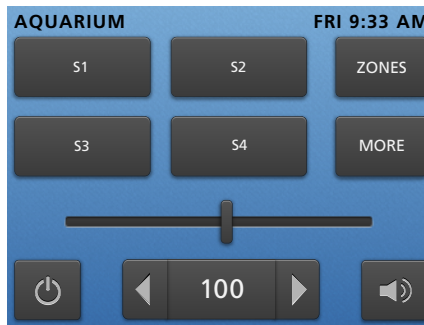 AQUARIUM FRI 9:33 AM
S1 S2 ZONES
S3 S4 MORE
100